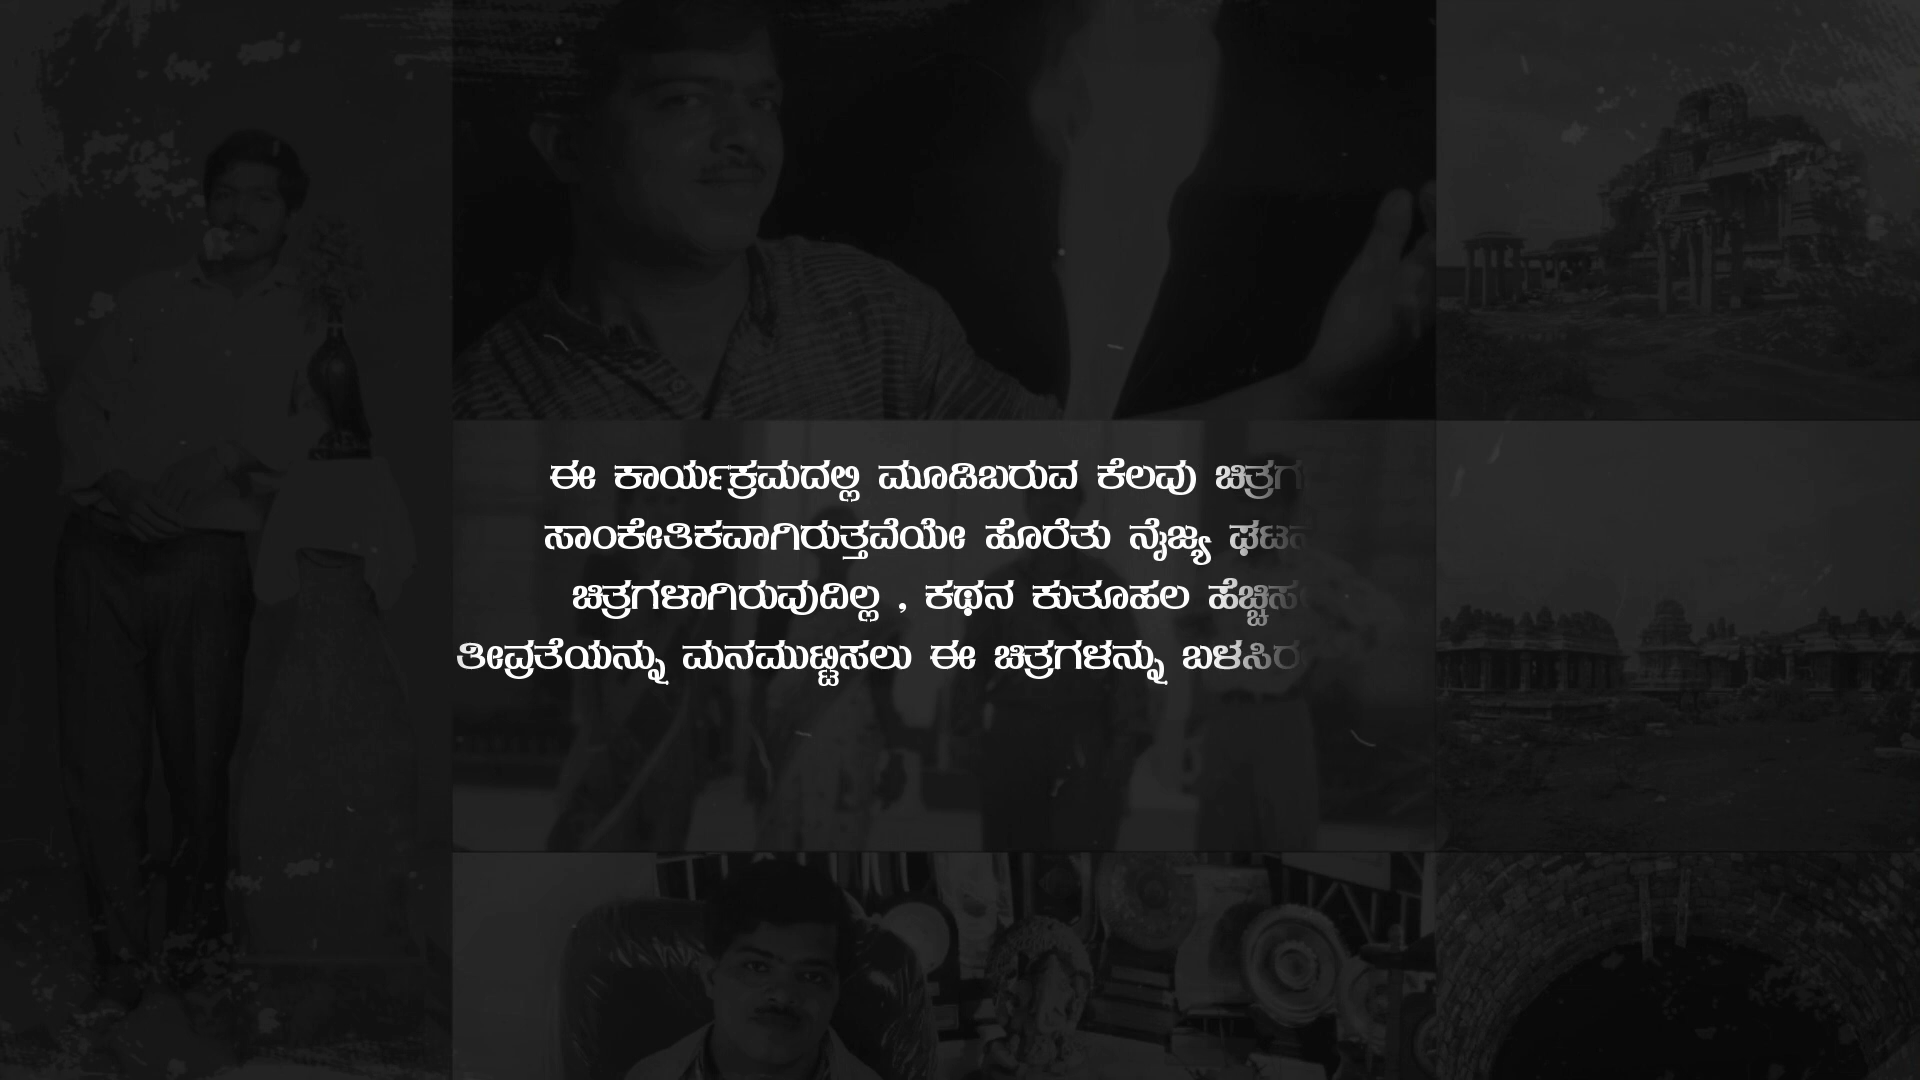 ಈ ಕಾರ್ಯಕ್ರಮದಲ್ಲಿ ಮೂಡಿಬರುವ ಕೆಲವು
ಸಾಂಕೇತಿಕವಾಗಿರುತ್ತವೆಯೇ ಹೊರೆತು ನೈಜ್ಯ
ಚಿತ್ರಗಳಾಗಿರುವುದಿಲ್ಲ , ಕಥನ ಕುತೂಹಲ
ತೀವ್ರತೆಯನ್ನು ಮನಮುಟ್ಟಿಸಲು ಈ ಚಿತ್ರಗಳನ್ನು